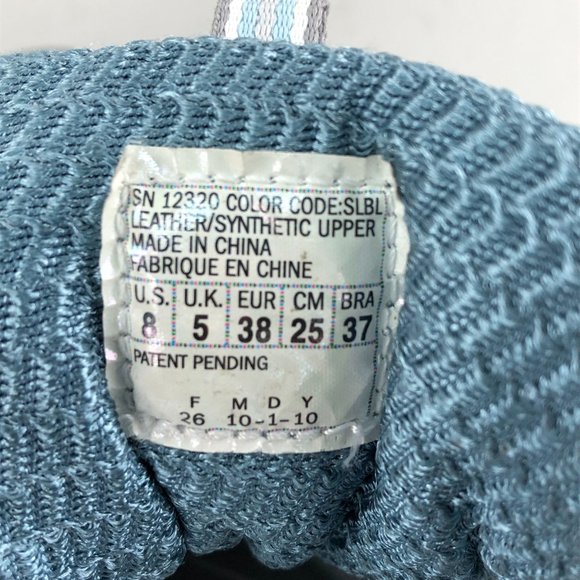 SN 12320 COLOR CODE:SLBL
LEATHER/SYNTHETIC UPPER
MADE IN CHINA
FABRIQUE EN CHINE
U.S. U.K. EUR CM BRA
8 5 38 25 37
PATENT PENDING
F M D Y
26 10-1-10